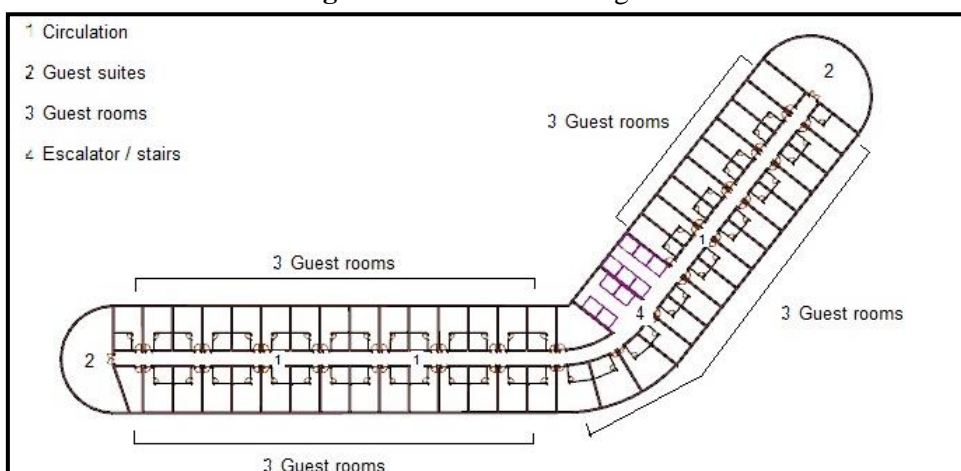 1 Circulation
2 Guest suites
3 Guest rooms
4 Escalator / stairs
2
3 Guest rooms
1
3 Guest rooms
3 Guest rooms
4
2
1
1
3 Guest rooms